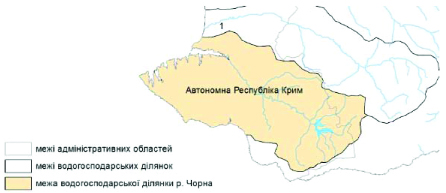 1
Автономна Республіка Крим
межі адміністративних областей
межі водогосподарських ділянок
межа водогосподарської ділянки р. Чорна